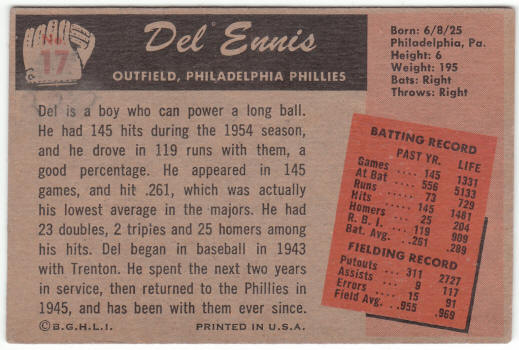 No.
17
Del Ennis
OUTFIELD, PHILADELPHIA PHILLIES
Born: 6/8/25
Philadelphia, Pa.
Height: 6
Weight: 195
Bats: Right
Throws: Right
Del is a boy who can power a long ball.
He had 145 hits during the 1954 season,
and he drove in 119 runs with them, a
good percentage. He appeared in 145
games, and hit .261, which was actually
his lowest average in the majors. He had
23 doubles, 2 triples and 25 homers among
his hits. Del began in baseball in 1943
with Trenton. He spent the next two years
in service, then returned to the Phillies in
1945, and has been with them ever since.
©B.G.H.L.I. PRINTED IN U.S.A.
BATTING RECORD
PAST YR. LIFE
Games .... 145 1331
At Bat .... 556 5133
Runs .... 73 729
Hits .... 145 1481
Homers .... 25 204
R. B. I. .... 119 909
Bat. Avg. .... .261 .289
FIELDING RECORD
Putouts .... 311 2727
Assists .... 9 117
Errors .... 15 91
Field Avg. .... .955 .969